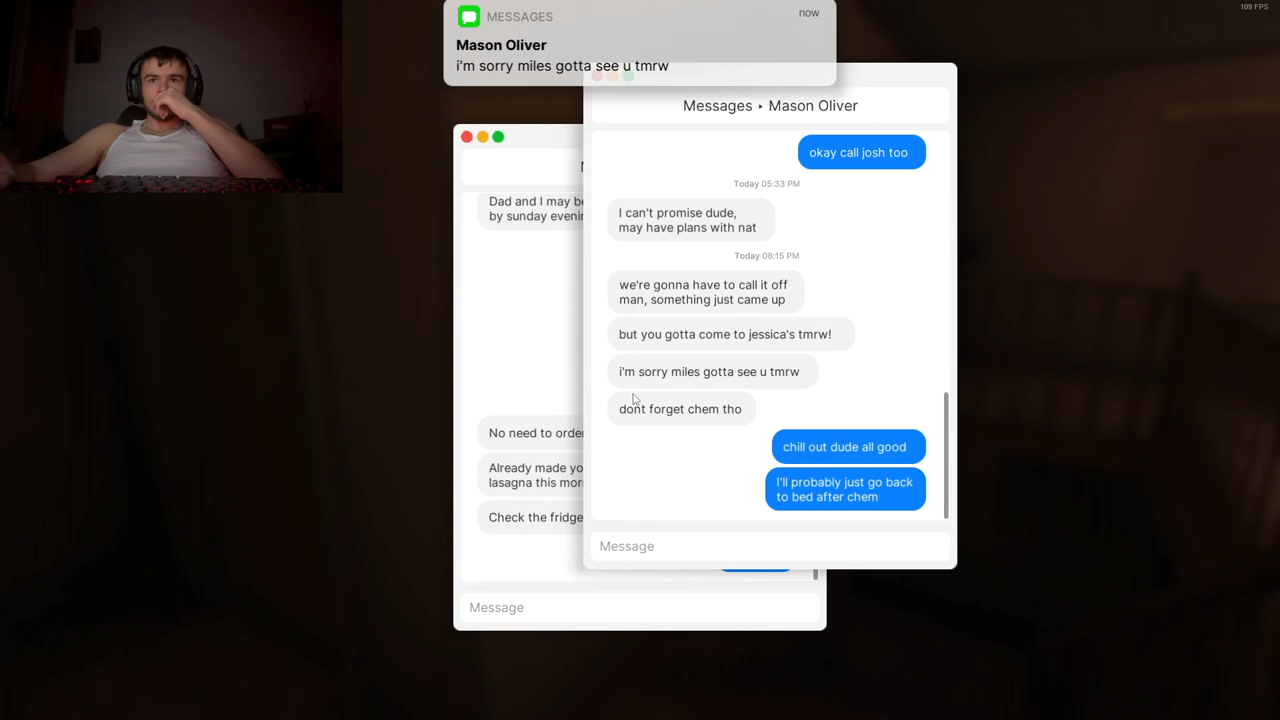 109 FPS
MESSAGES
now
Mason Oliver
i'm sorry miles gotta see u tmrw
Messages ▸ Mason Oliver
okay call josh too
Today 05:33 PM
I can't promise dude,
may have plans with nat
Today 08:15 PM
we're gonna have to call it off
man, something just came up
but you gotta come to jessica's tmrw!
i'm sorry miles gotta see u tmrw
dont forget chem tho
chill out dude all good
I'll probably just go back
to bed after chem
Message
Dad and I may be
by sunday
No need to
Already made
lasagna this
Check the fridge
Message